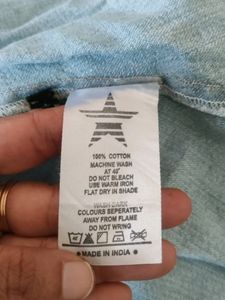 100% COTTON
MACHINE WASH
AT 40°
DO NOT BLEACH
USE WARM IRON
FLAT DRY IN SHADE
WASH DARK
COLOURS SEPERATELY
AWAY FROM FLAME
DO NOT WRING
• MADE IN INDIA •